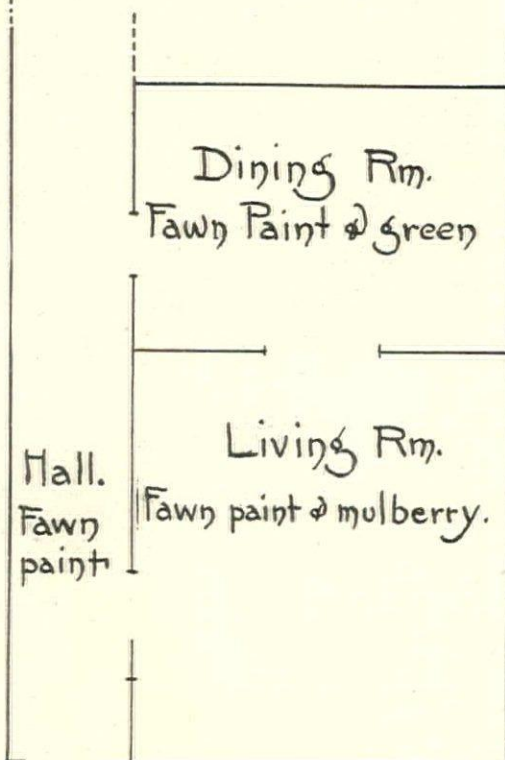 Dining Rm.
Fawn Paint & green
Living Rm.
Fawn paint & mulberry.
Hall.
Fawn
paint